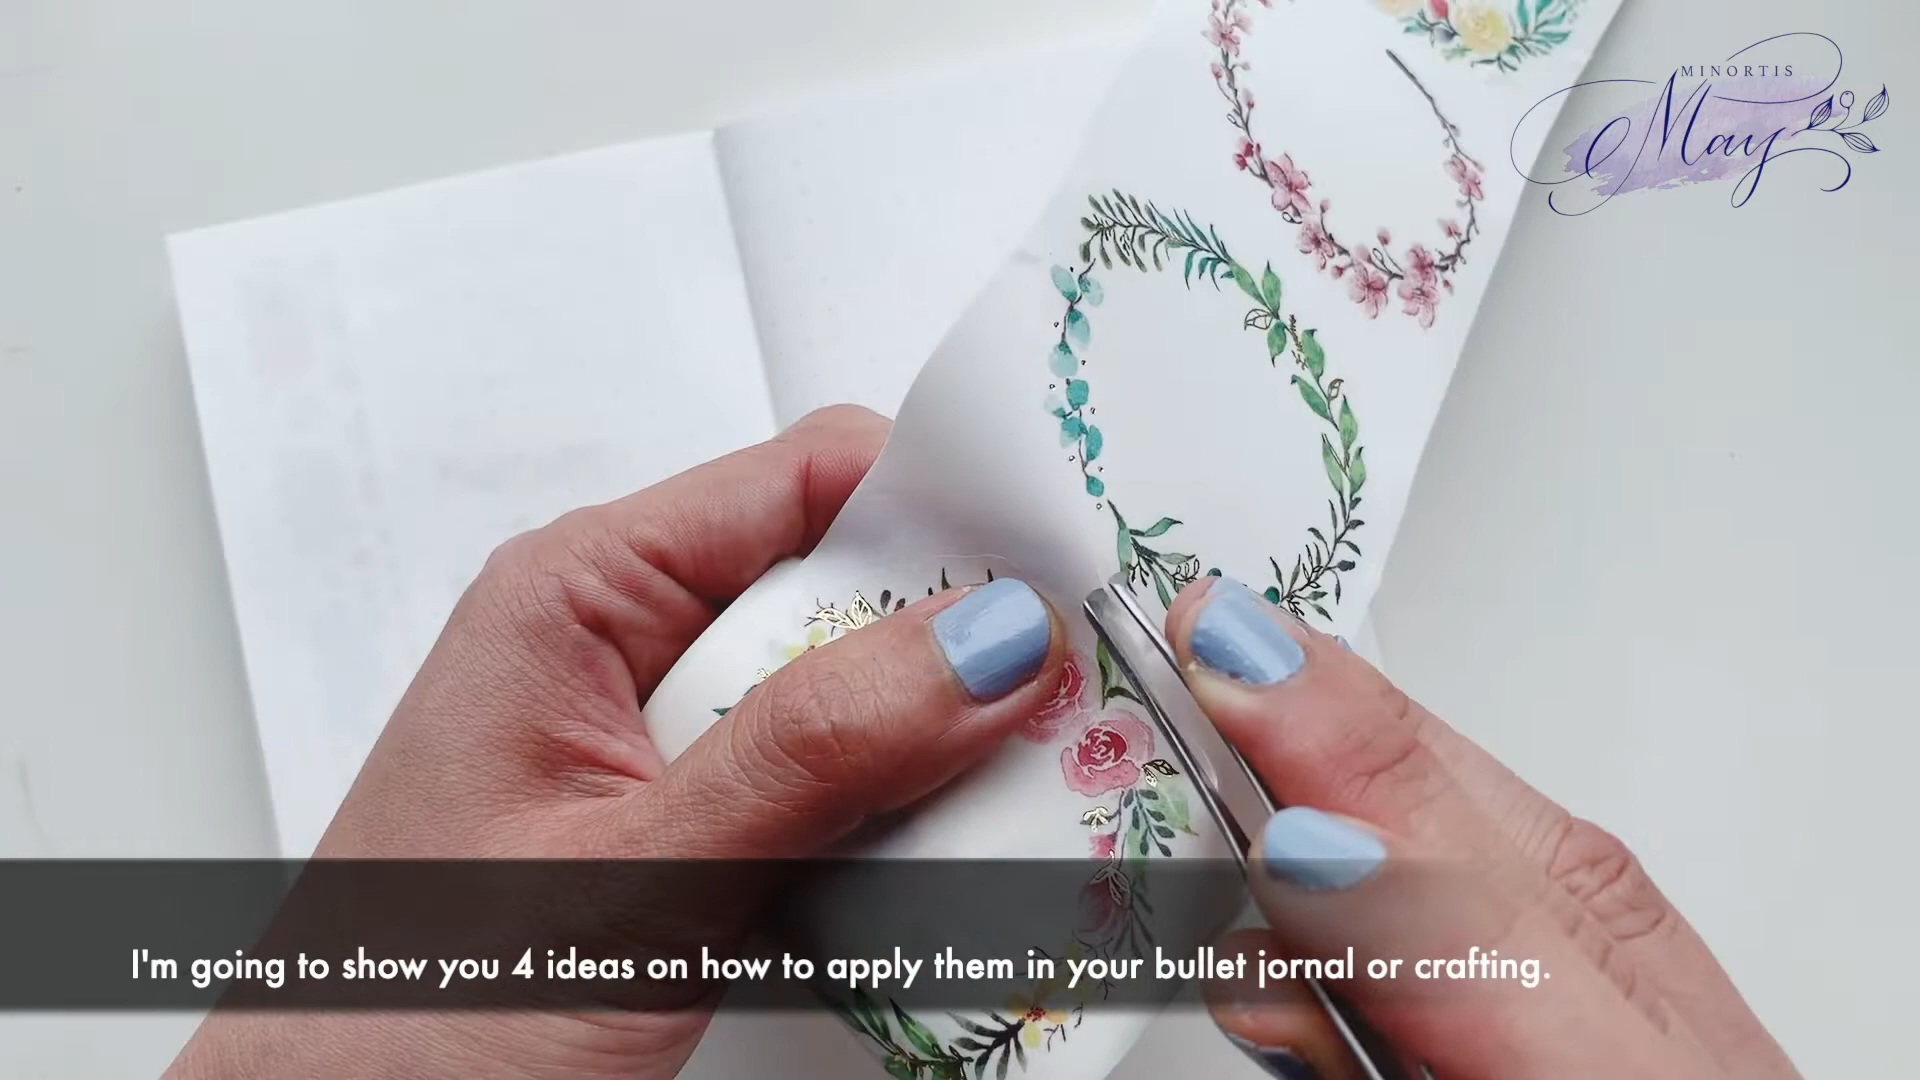 MINORTIS
May
I'm going to show you 4 ideas on how to apply them in your bullet jornal or crafting.